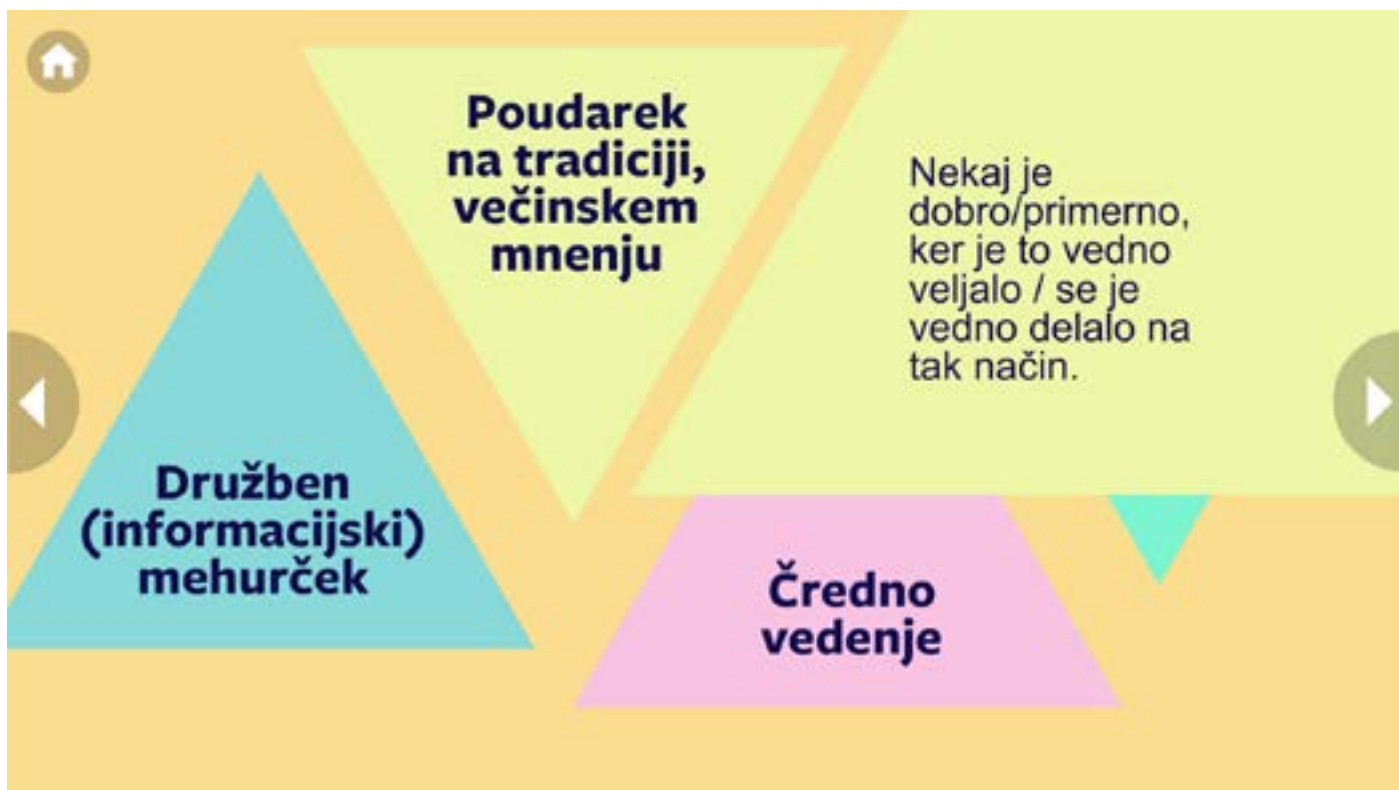 Poudarek
na tradiciji,
večinskem
mnenju
Nekaj je
dobro/primerno,
ker je to vedno
veljalo / se je
vedno delalo na
tak način.
Družben
(informacijski)
mehurček
Čredno
vedenje